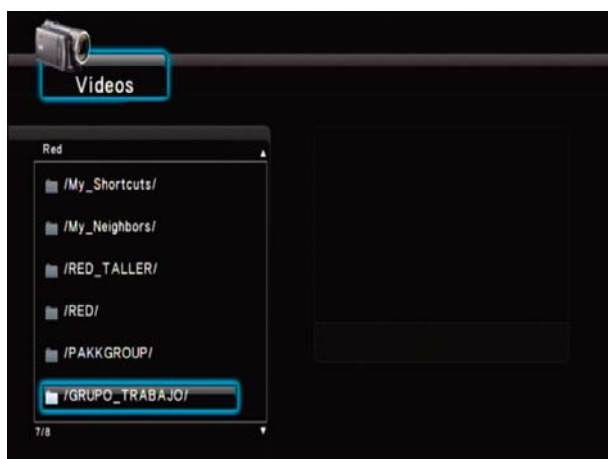 Videos
Red
/My_Shortcuts/
/My_Neighbors/
/RED_TALLER/
/RED/
/PAKKGROUP/
/GRUPO_TRABAJO/
7/8